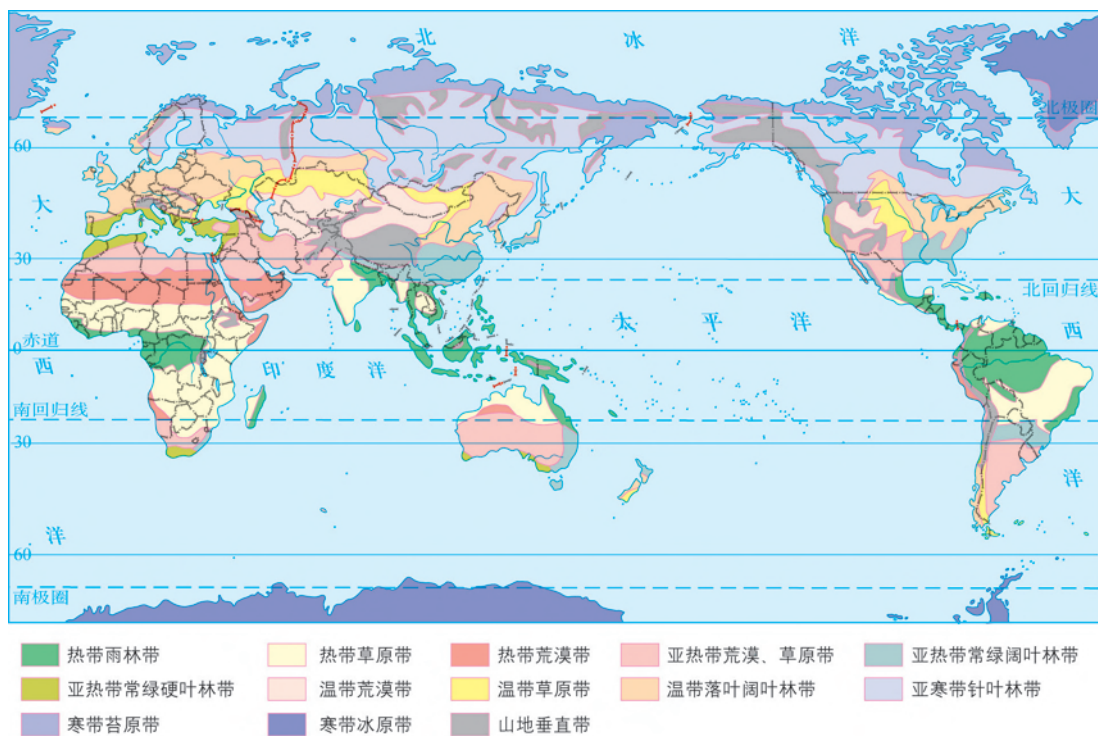 北 冰 洋
北极圈
60
大
大
30
北回归线
太 平 洋
西
赤道
0
西
印 度 洋
南回归线
30
洋
洋
60
南极圈
热带雨林带 热带草原带 热带荒漠带 亚热带荒漠、草原带 亚热带常绿阔叶林带
亚热带常绿硬叶林带 温带荒漠带 温带草原带 温带落叶阔叶林带 亚寒带针叶林带
寒带苔原带 寒带冰原带 山地垂直带